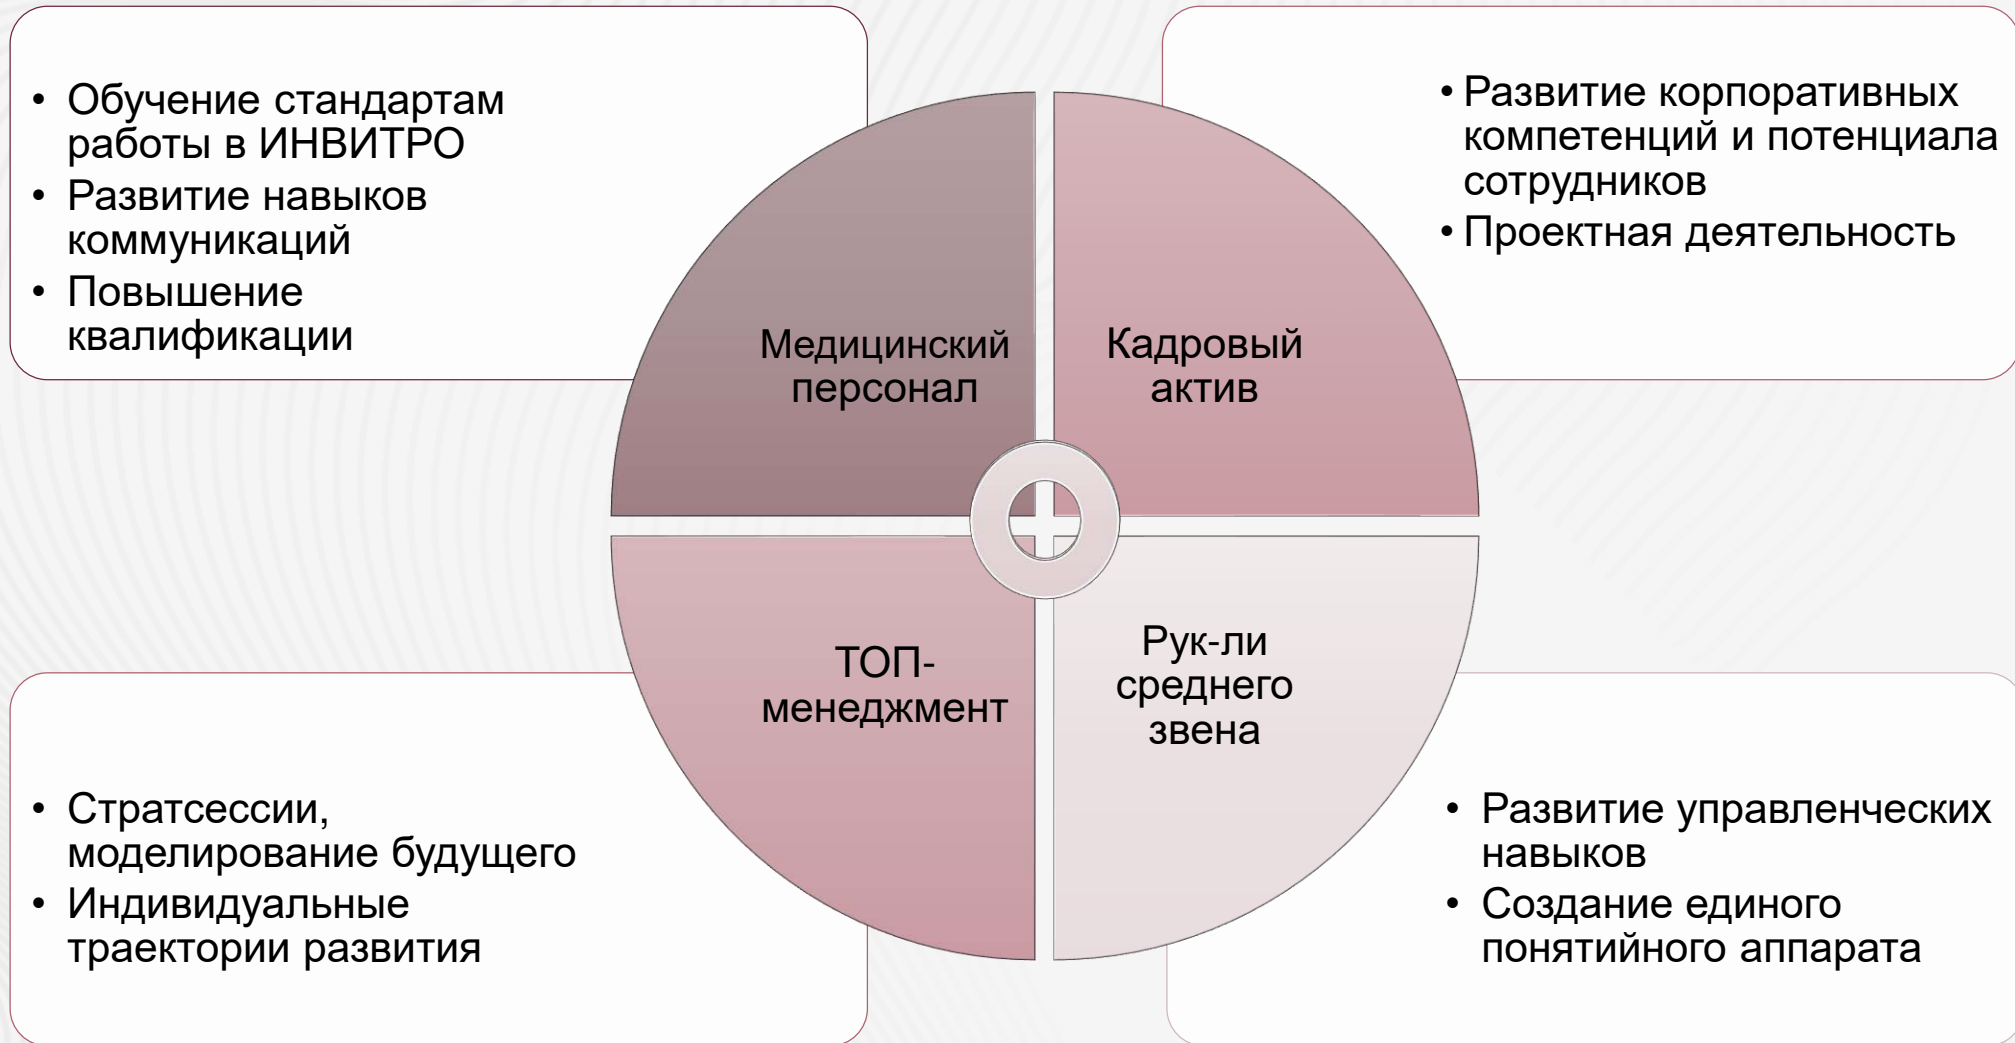 • Обучение стандартам
работы в ИНВИТРО
• Развитие навыков
коммуникаций
• Повышение
квалификации
• Развитие корпоративных
компетенций и потенциала
сотрудников
• Проектная деятельность
Медицинский
персонал
Кадровый
актив
ТОП-
менеджмент
Рук-ли
среднего
звена
• Стратсессии,
моделирование будущего
• Индивидуальные
траектории развития
• Развитие управленческих
навыков
• Создание единого
понятийного аппарата